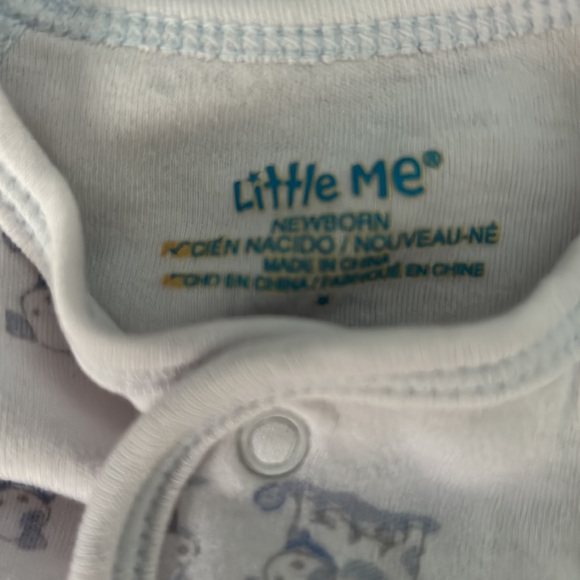 Little Me®
NEWBORN
RECIÉN NACIDO / NOUVEAU-NÉ
MADE IN CHINA
HECHO EN CHINA / FABRIQUÉ EN CHINE